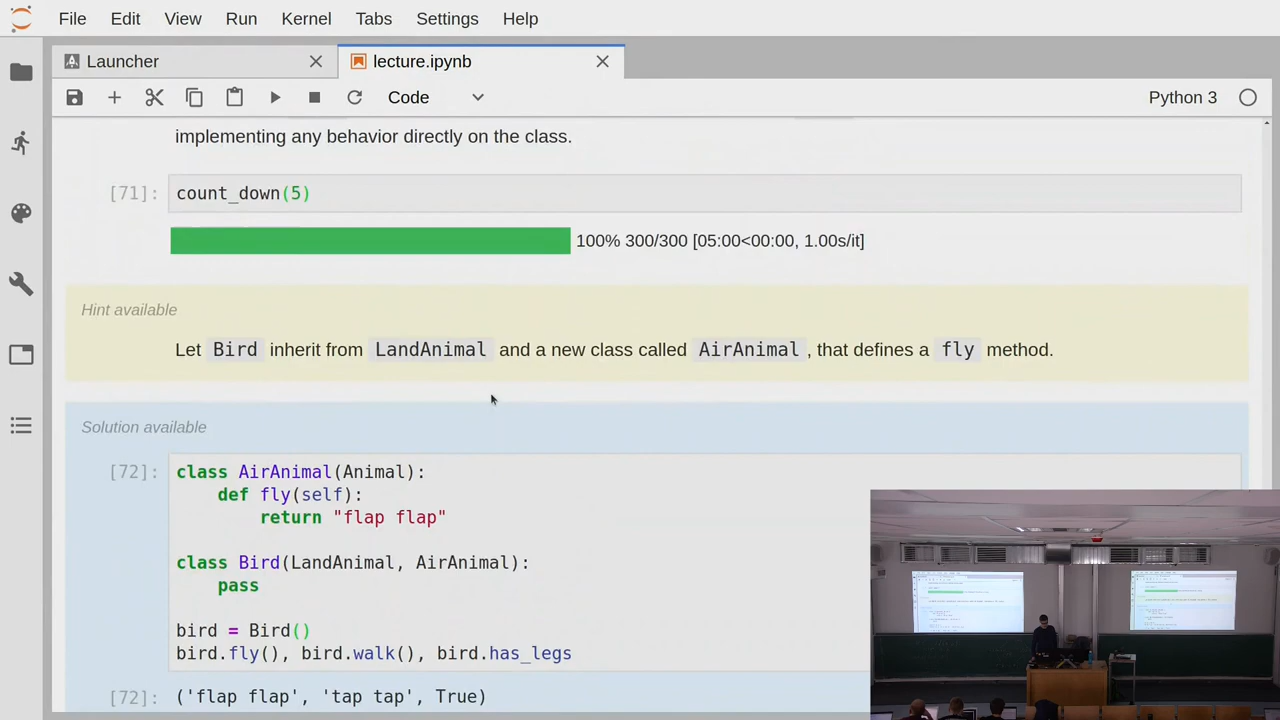 File Edit View Run Kernel Tabs Settings Help
Launcher lecture.ipynb
Code Python 3
implementing any behavior directly on the class.
[71]: count_down(5)
100% 300/300 [05:00<00:00, 1.00s/it]
Hint available
Let Bird inherit from LandAnimal and a new class called AirAnimal , that defines a fly method.
Solution available
[72]: class AirAnimal(Animal):
def fly(self):
return "flap flap"
class Bird(LandAnimal, AirAnimal):
pass
bird = Bird()
bird.fly(), bird.walk(), bird.has_legs
[72]: ('flap flap', 'tap tap', True)